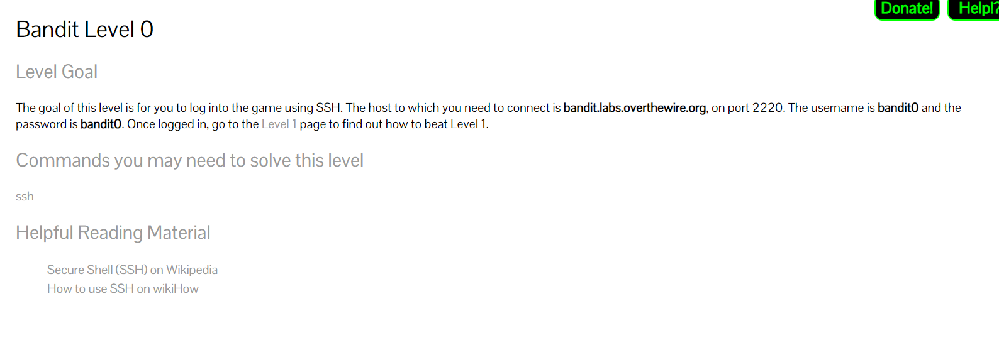 Donate! Help!?
Bandit Level 0
Level Goal
The goal of this level is for you to log into the game using SSH. The host to which you need to connect is bandit.labs.overthewire.org, on port 2220. The username is bandit0 and the
password is bandit0. Once logged in, go to the Level 1 page to find out how to beat Level 1.
Commands you may need to solve this level
ssh
Helpful Reading Material
Secure Shell (SSH) on Wikipedia
How to use SSH on wikiHow